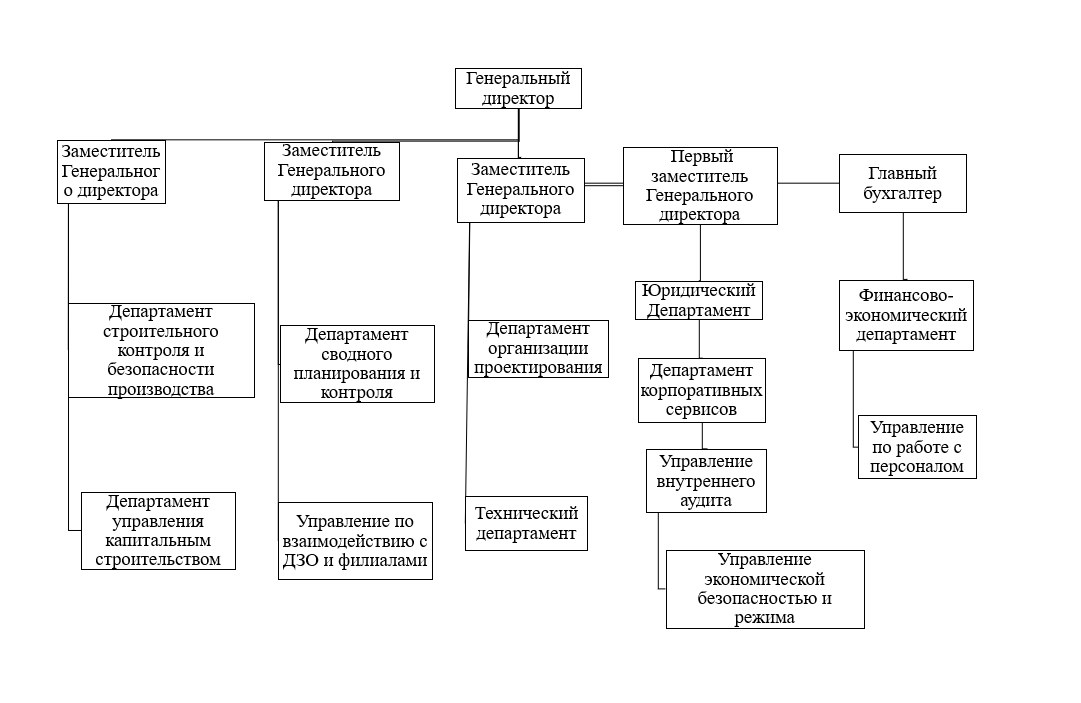 Генеральный
директор
Заместитель
Генеральног
о директора
Заместитель
Генерального
директора
Заместитель
Генерального
директора
Первый
заместитель
Генерального
директора
Главный
бухгалтер
Департамент
строительного
контроля и
безопасности
производства
Департамент
сводного
планирования и
контроля
Департамент
организации
проектирования
Юридический
Департамент
Финансово-
экономический
департамент
Департамент
корпоративных
сервисов
Управление
по работе с
персоналом
Управление
внутреннего
аудита
Департамент
управления
капитальным
строительством
Управление по
взаимодействию с
ДЗО и филиалами
Технический
департамент
Управление
экономической
безопасностью и
режима